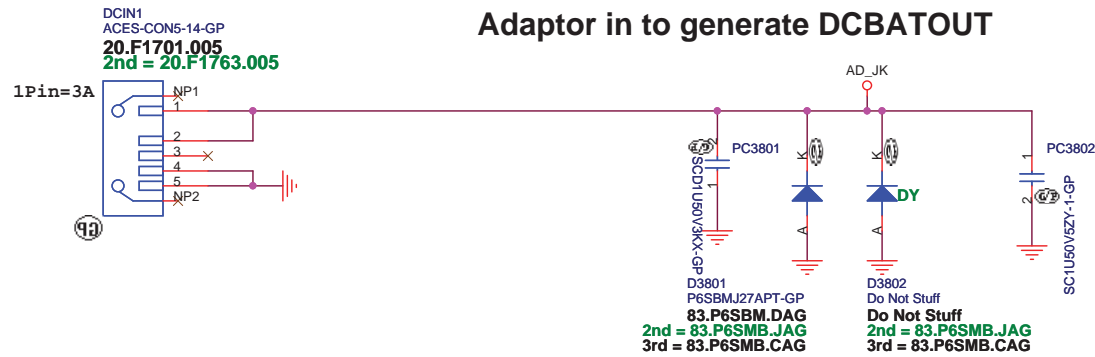 Adaptor in to generate DCBATOUT
DCIN1
ACES-CON5-14-GP
20.F1701.005
2nd = 20.F1763.005
1Pin=3A
NP1
1
2
3
4
5
NP2
GP
AD_JK
PC3801
2
1
SCD1U50V3KX-GP
K
A
K
A
DY
PC3802
1
2
SC1U50V5ZY-1-GP
D3801
P6SBMJ27APT-GP
83.P6SBM.DAG
2nd = 83.P6SMB.JAG
3rd = 83.P6SMB.CAG
D3802
Do Not Stuff
Do Not Stuff
2nd = 83.P6SMB.JAG
3rd = 83.P6SMB.CAG